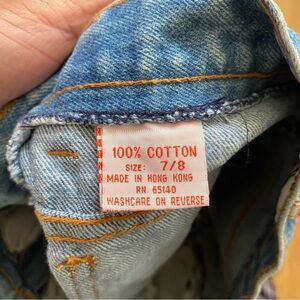 100% COTTON
SIZE: 7/8
MADE IN HONG KONG
RN 65140
WASHCARE ON REVERSE